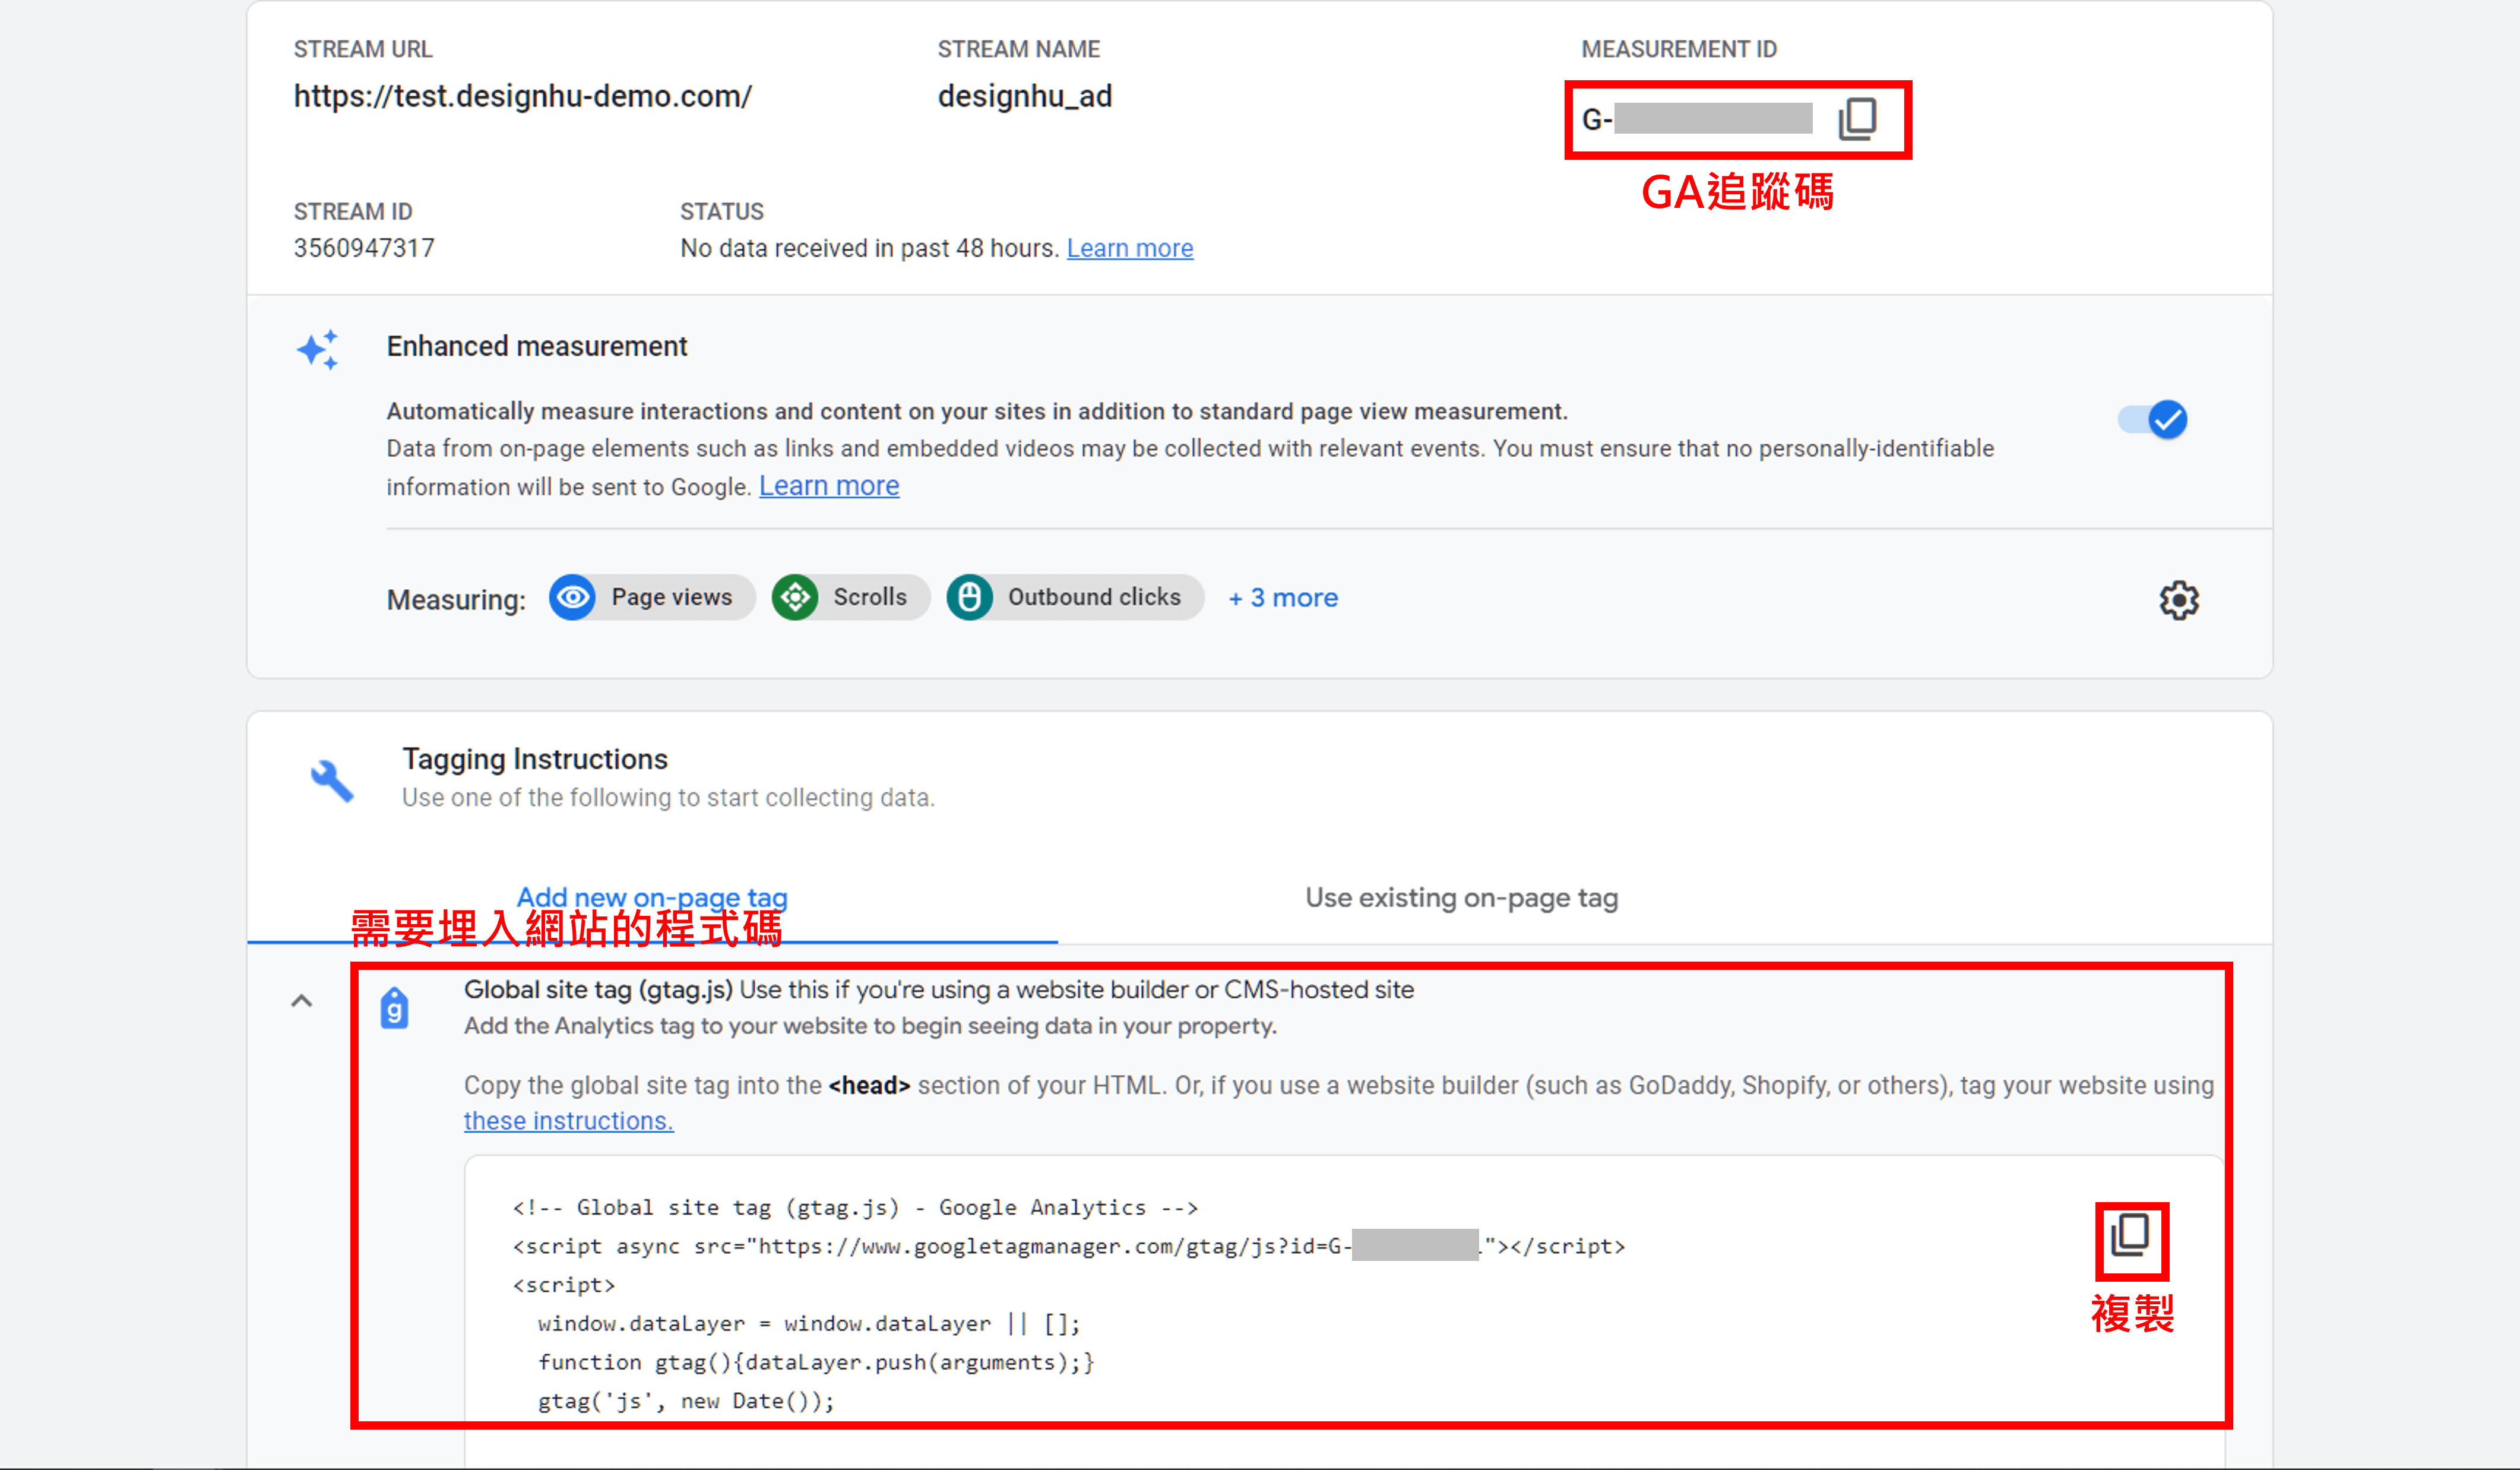 STREAM URL
https://test.designhu-demo.com/
STREAM NAME
designhu_ad
MEASUREMENT ID
G-
GA追蹤碼
STREAM ID
3560947317
STATUS
No data received in past 48 hours. Learn more
Enhanced measurement
Automatically measure interactions and content on your sites in addition to standard page view measurement.
Data from on-page elements such as links and embedded videos may be collected with relevant events. You must ensure that no personally-identifiable
information will be sent to Google. Learn more
Measuring:
Page views
Scrolls
Outbound clicks
+ 3 more
Tagging Instructions
Use one of the following to start collecting data.
Add new on-page tag
Use existing on-page tag
需要埋入網站的程式碼
g
Global site tag (gtag.js) Use this if you're using a website builder or CMS-hosted site
Add the Analytics tag to your website to begin seeing data in your property.
Copy the global site tag into the <head> section of your HTML. Or, if you use a website builder (such as GoDaddy, Shopify, or others), tag your website using
these instructions.
<!-- Global site tag (gtag.js) - Google Analytics -->
<script async src="https://www.googletagmanager.com/gtag/js?id=G-"></script>
<script>
window.dataLayer = window.dataLayer || [];
function gtag(){dataLayer.push(arguments);}
gtag('js', new Date());
複製